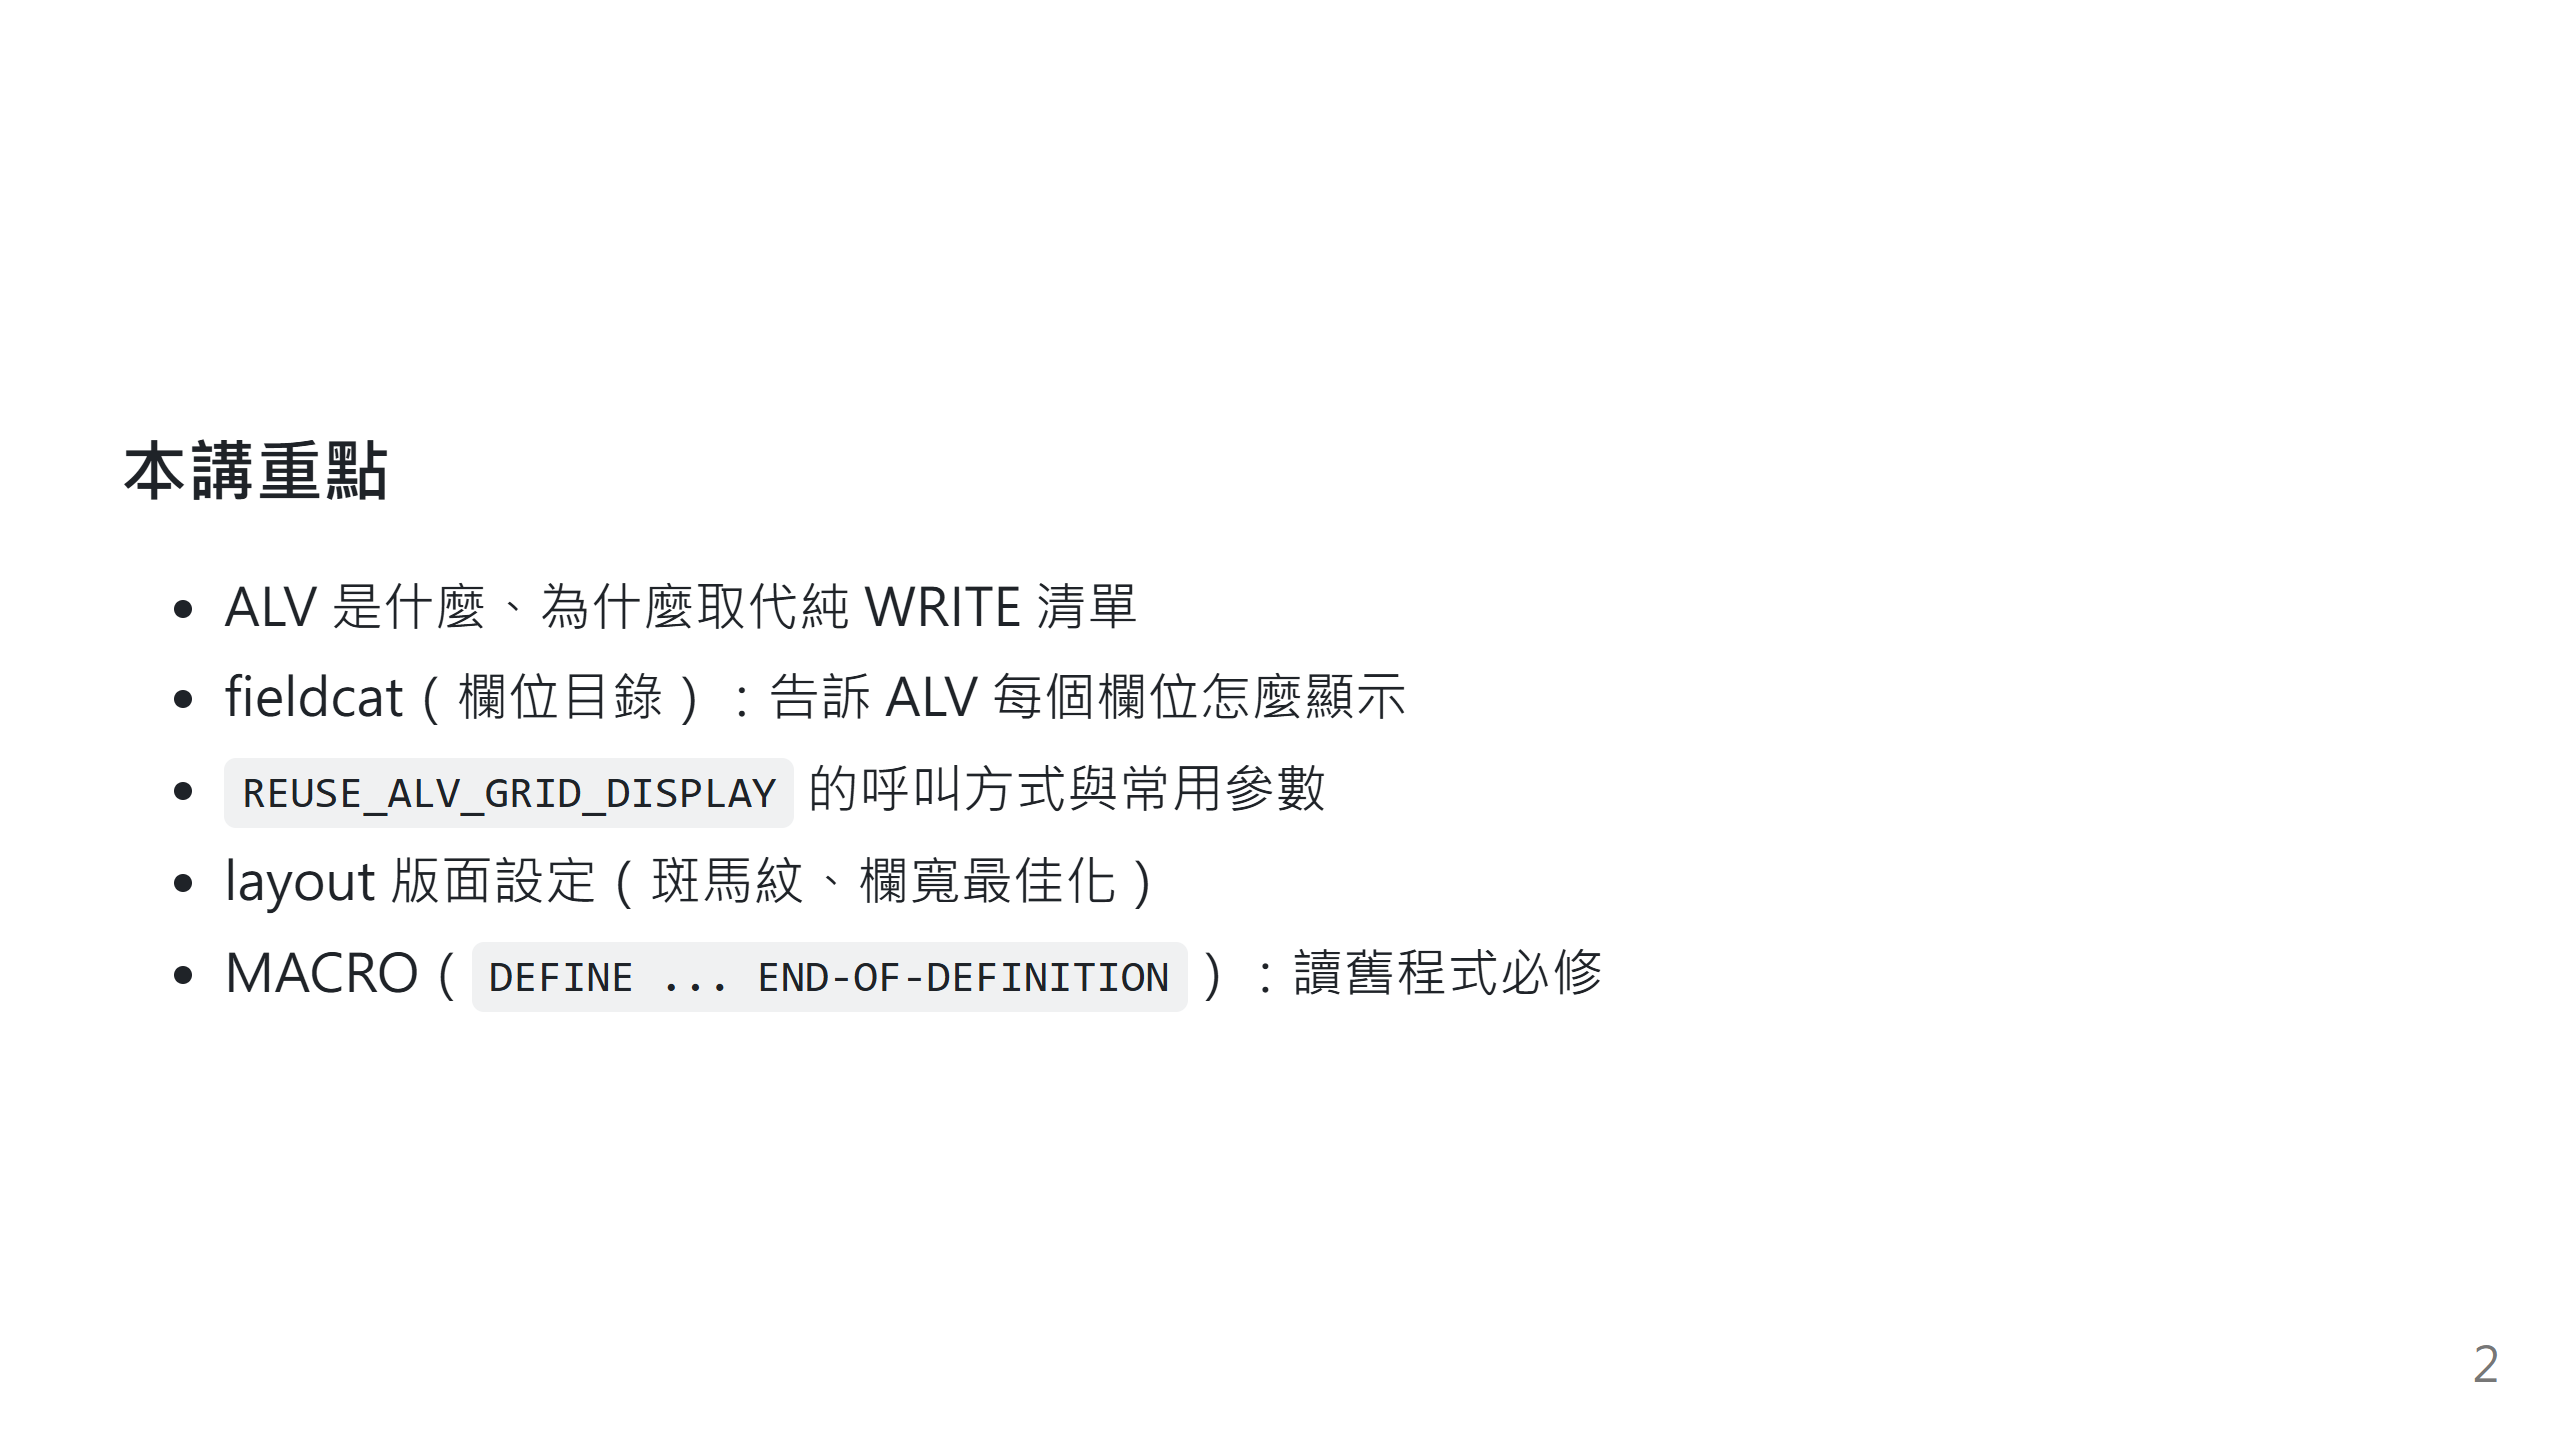 本講重點
• ALV 是什麼、為什麼取代純 WRITE 清單
• fieldcat（欄位目錄）：告訴 ALV 每個欄位怎麼顯示
• REUSE_ALV_GRID_DISPLAY 的呼叫方式與常用參數
• layout 版面設定（斑馬紋、欄寬最佳化）
• MACRO（DEFINE ... END-OF-DEFINITION）：讀舊程式必修
2